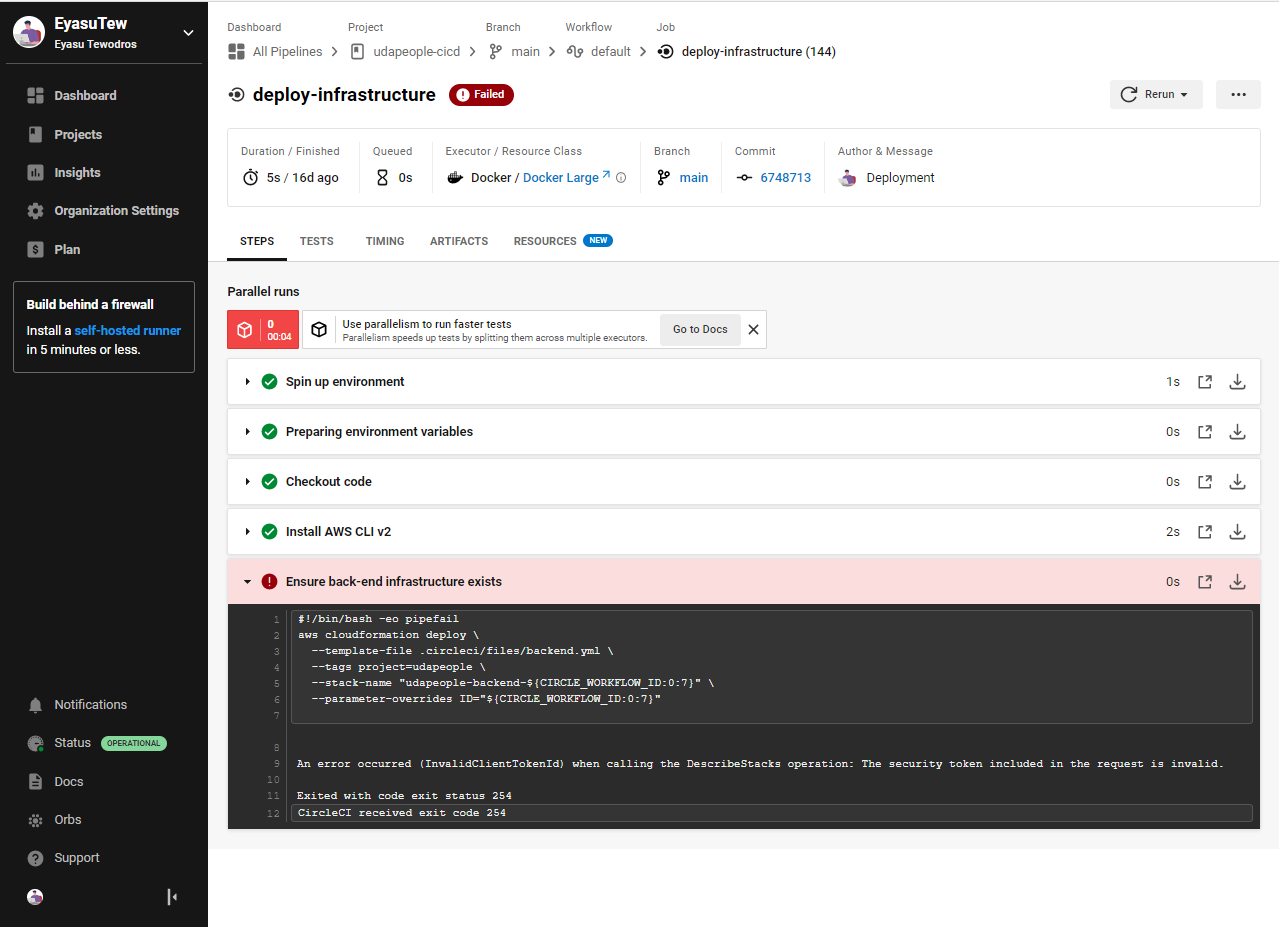 EyasuTew
Eyasu Tewodros
Dashboard
Projects
Insights
Organization Settings
Plan
Build behind a firewall
Install a self-hosted runner
in 5 minutes or less.
Notifications
Status OPERATIONAL
Docs
Orbs
Support
Dashboard Project Branch Workflow Job
All Pipelines udapeople-cicd main default deploy-infrastructure (144)
deploy-infrastructure Failed
Rerun
Duration / Finished Queued Executor / Resource Class Branch Commit Author & Message
5s / 16d ago 0s Docker / Docker Large main 6748713 Deployment
STEPS TESTS TIMING ARTIFACTS RESOURCES NEW
Parallel runs
0
00:04
Use parallelism to run faster tests
Parallelism speeds up tests by splitting them across multiple executors.
Go to Docs
Spin up environment 1s
Preparing environment variables 0s
Checkout code 0s
Install AWS CLI v2 2s
Ensure back-end infrastructure exists 0s
1 #!/bin/bash -eo pipefail
2 aws cloudformation deploy \
3 --template-file .circleci/files/backend.yml \
4 --tags project=udapeople \
5 --stack-name "udapeople-backend-${CIRCLE_WORKFLOW_ID:0:7}" \
6 --parameter-overrides ID="${CIRCLE_WORKFLOW_ID:0:7}"
7
8
9 An error occurred (InvalidClientTokenId) when calling the DescribeStacks operation: The security token included in the request is invalid.
10
11 Exited with code exit status 254
12 CircleCI received exit code 254